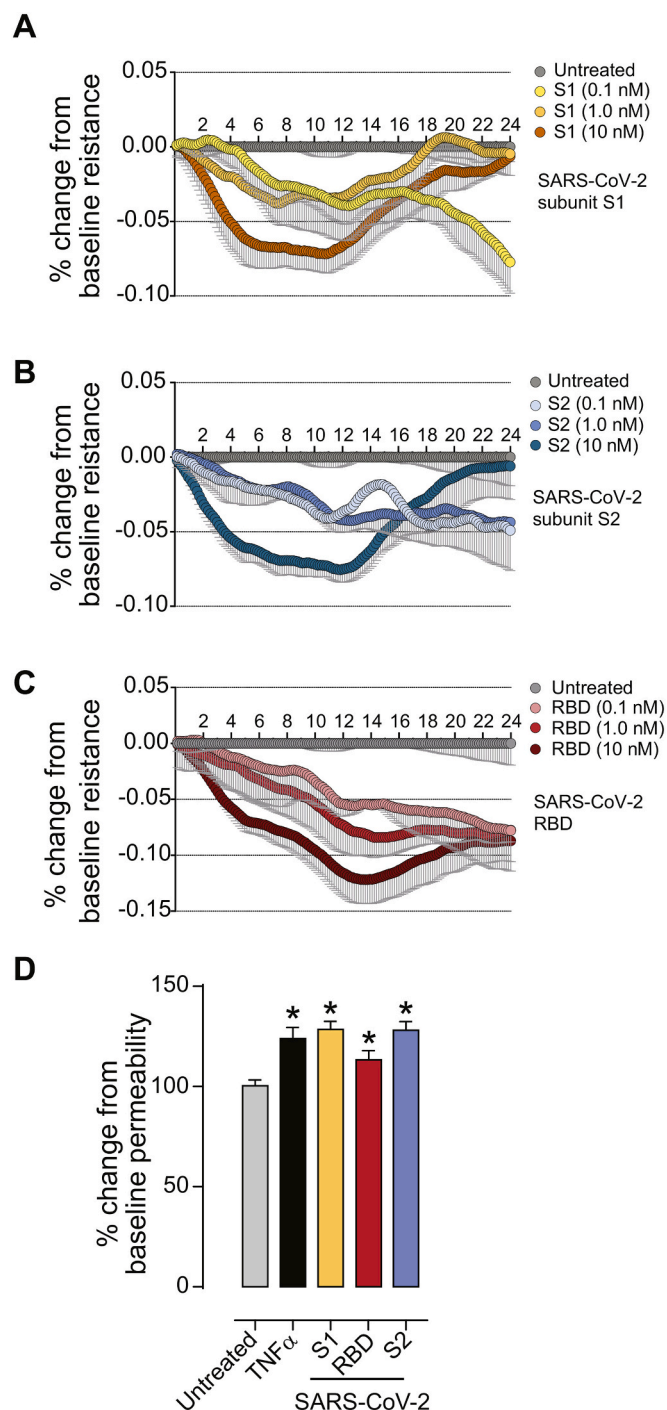 A
% change from
baseline reistance
0.05
0.00
-0.05
-0.10
2 4 6 8 10 12 14 16 18 20 22 24
Untreated
S1 (0.1 nM)
S1 (1.0 nM)
S1 (10 nM)
SARS-CoV-2
subunit S1
B
% change from
baseline reistance
0.05
0.00
-0.05
-0.10
2 4 6 8 10 12 14 16 18 20 22 24
Untreated
S2 (0.1 nM)
S2 (1.0 nM)
S2 (10 nM)
SARS-CoV-2
subunit S2
C
% change from
baseline reistance
0.05
0.00
-0.05
-0.10
-0.15
2 4 6 8 10 12 14 16 18 20 22 24
Untreated
RBD (0.1 nM)
RBD (1.0 nM)
RBD (10 nM)
SARS-CoV-2
RBD
D
% change from
baseline permeability
150
100
50
0
* * * *
Untreated
TNFα
S1
RBD
S2
SARS-CoV-2